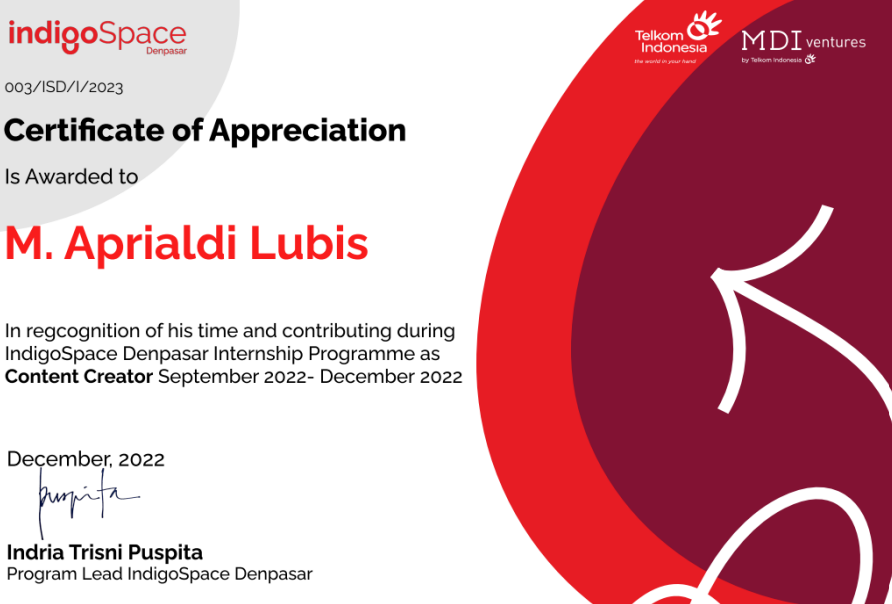 indigoSpace
Denpasar
Telkom
Indonesia
the world in your hand
MDI ventures
by Telkom Indonesia
003/ISD/I/2023
Certificate of Appreciation
Is Awarded to
M. Aprialdi Lubis
In regcognition of his time and contributing during
IndigoSpace Denpasar Internship Programme as
Content Creator September 2022- December 2022
December, 2022
puspita
Indria Trisni Puspita
Program Lead IndigoSpace Denpasar